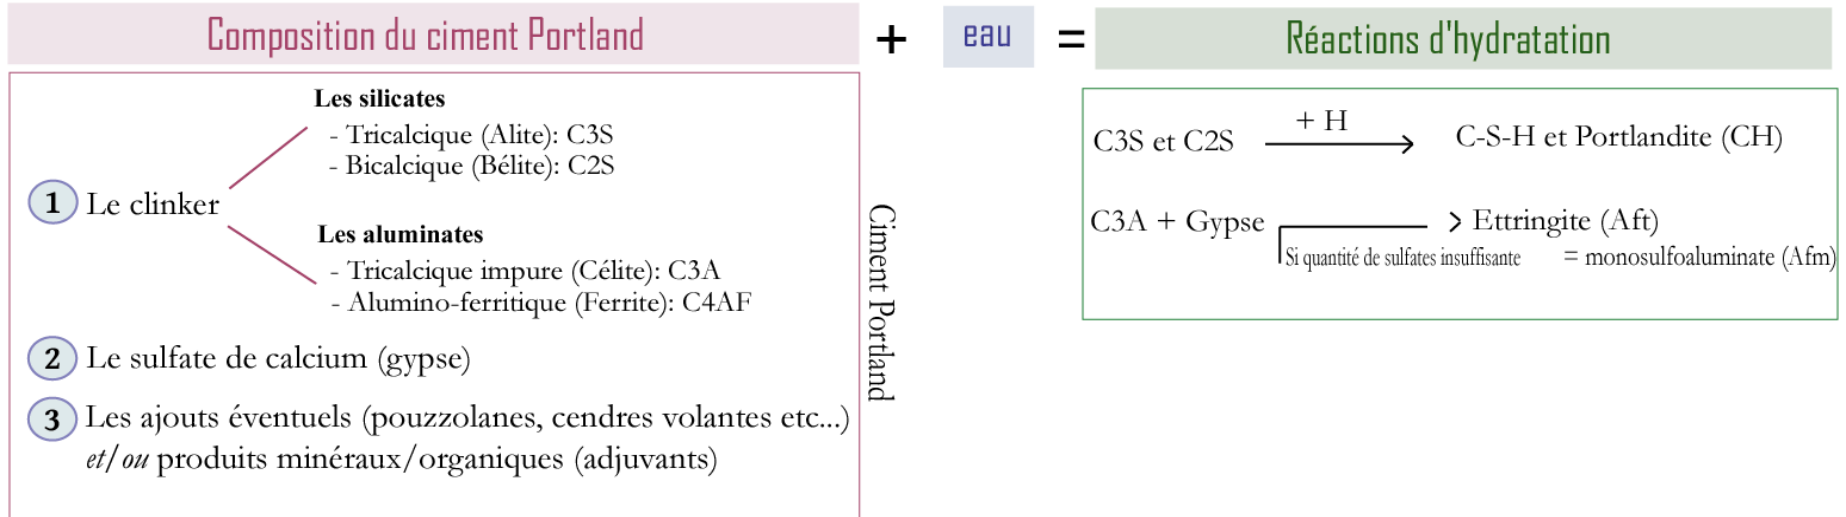 Composition du ciment Portland
+
eau
=
Réactions d'hydratation
Les silicates
- Tricalcique (Alite): C3S
- Bicalcique (Bélite): C2S
1 Le clinker
Les aluminates
- Tricalcique impure (Célite): C3A
- Alumino-ferritique (Ferrite): C4AF
2 Le sulfate de calcium (gypse)
3 Les ajouts éventuels (pouzzolanes, cendres volantes etc...)
et/ou produits minéraux/organiques (adjuvants)
Ciment Portland
+ H
C3S et C2S C-S-H et Portlandite (CH)
C3A + Gypse Ettringite (Aft)
Si quantité de sulfates insuffisante = monosulfoaluminate (Afm)